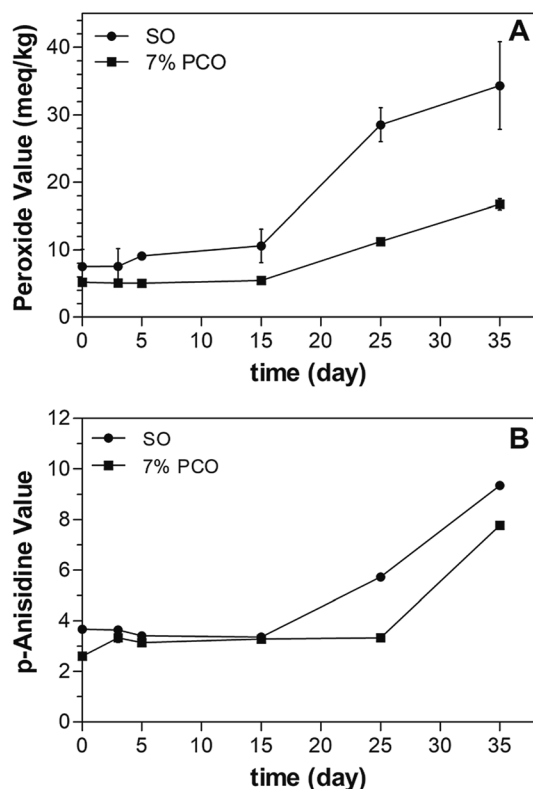 A
SO
7% PCO
Peroxide Value (meq/kg)
40
30
20
10
0
0 5 10 15 20 25 30 35
time (day)
B
SO
7% PCO
p-Anisidine Value
12
10
8
6
4
2
0
0 5 10 15 20 25 30 35
time (day)